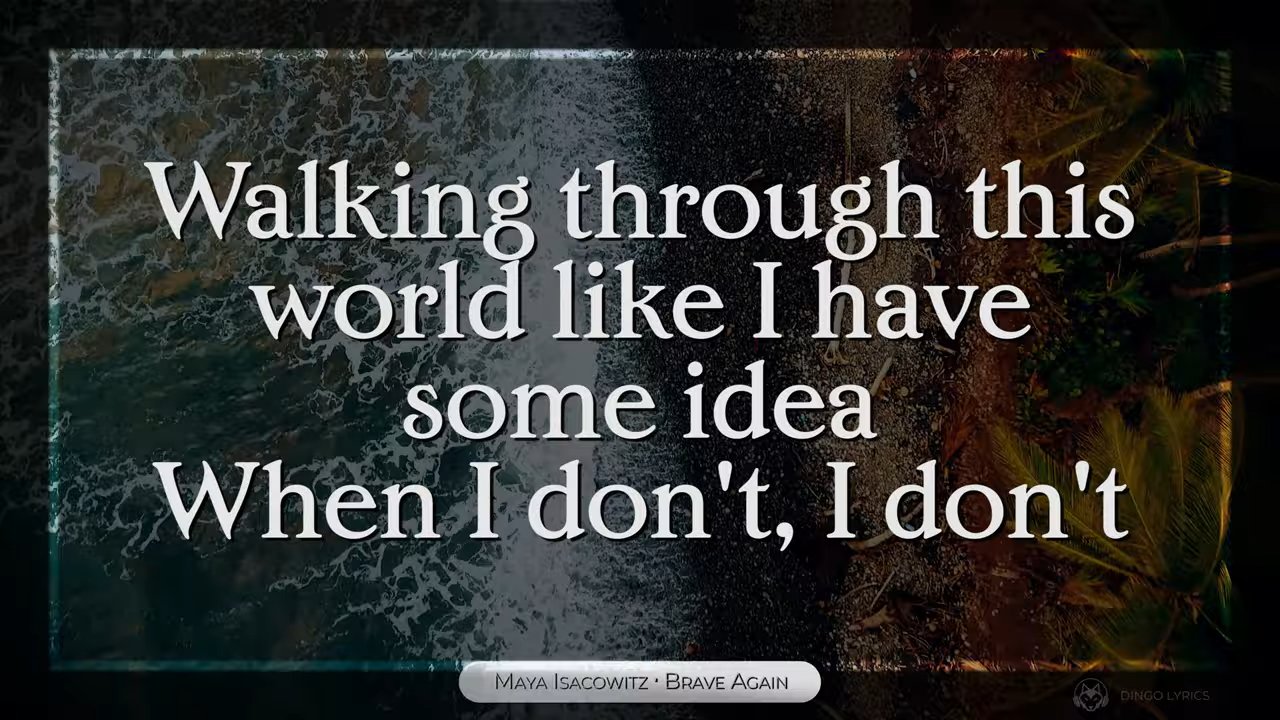 Walking through this
world like I have
some idea
When I don't, I don't
Maya Isacowitz • Brave Again
DINGO LYRICS